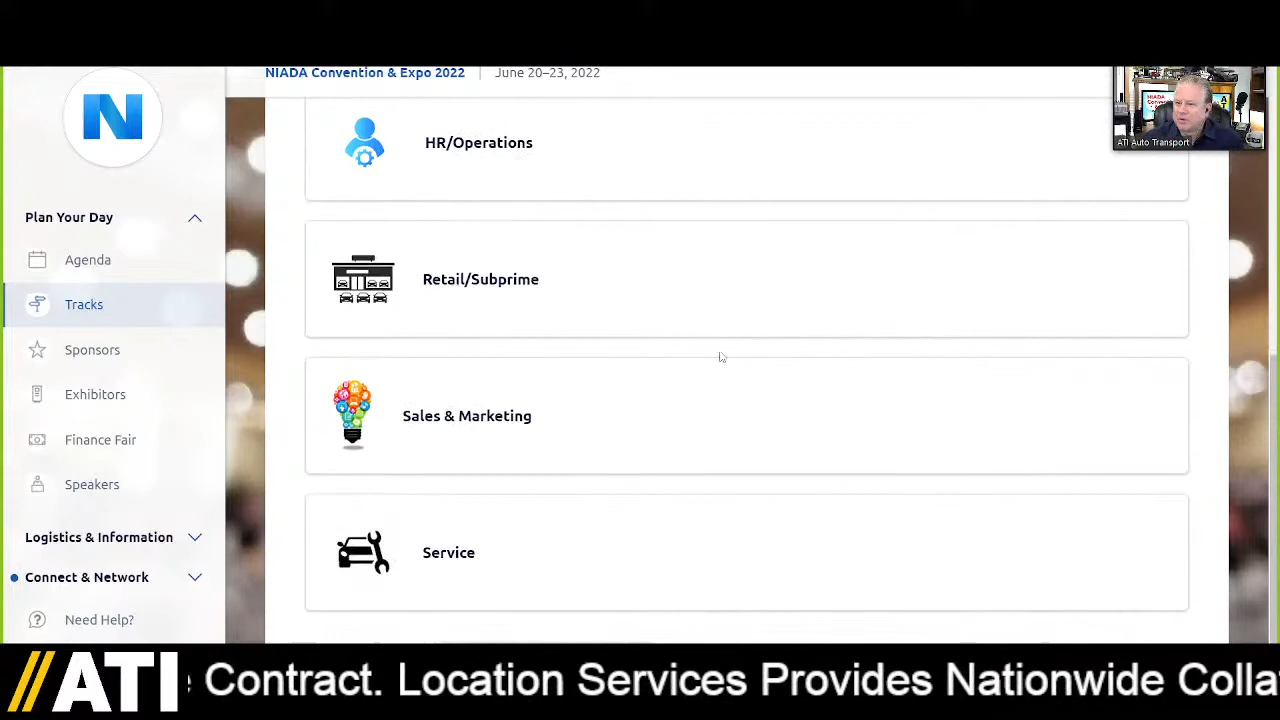 NIADA Convention & Expo 2022 | June 20–23, 2022
N
ATI Auto Transport
Plan Your Day
Agenda
Tracks
Sponsors
Exhibitors
Finance Fair
Speakers
Logistics & Information
Connect & Network
Need Help?
HR/Operations
Retail/Subprime
Sales & Marketing
Service
//ATI
Contract. Location Services Provides Nationwide Colla